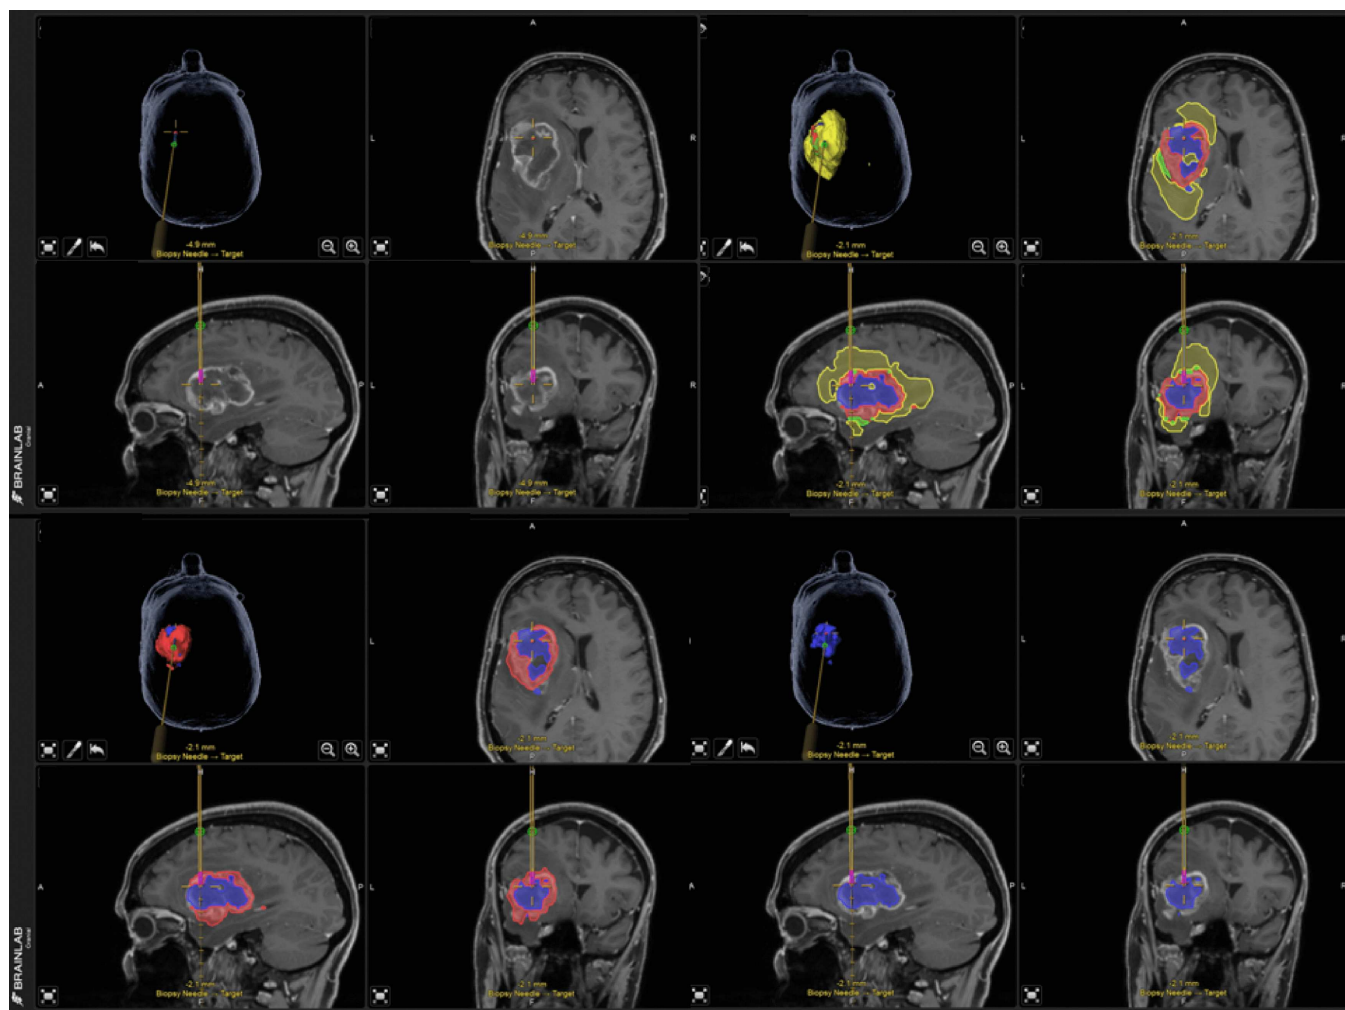 A
A
L
R
L
R
-4.9 mm
Biopsy Needle → Target
-4.9 mm
Biopsy Needle → Target
P
-2.1 mm
Biopsy Needle → Target
-2.1 mm
Biopsy Needle → Target
P
H
H
H
H
A
P
L
R
A
P
L
R
-4.9 mm
Biopsy Needle → Target
F
-4.9 mm
Biopsy Needle → Target
-2.1 mm
Biopsy Needle → Target
F
-2.1 mm
Biopsy Needle → Target
BRAINLAB
Cranial
A
A
L
R
L
R
-2.1 mm
Biopsy Needle → Target
-2.1 mm
Biopsy Needle → Target
-2.1 mm
Biopsy Needle → Target
-2.1 mm
Biopsy Needle → Target
P
H
H
H
H
A
P
L
A
P
L
R
-2.1 mm
Biopsy Needle → Target
F
-2.1 mm
Biopsy Needle → Target
-2.1 mm
Biopsy Needle → Target
F
-2.1 mm
Biopsy Needle → Target
BRAINLAB
Cranial